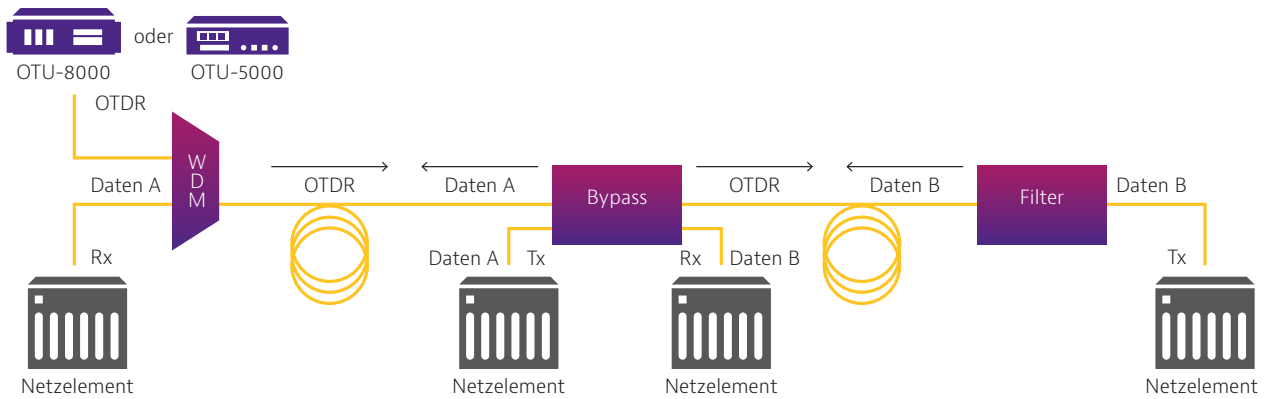 oder
OTU-8000
OTU-5000
OTDR
WDM
Daten A
OTDR
Daten A
Bypass
OTDR
Daten B
Filter
Daten B
Rx
Daten A
Tx
Rx
Daten B
Tx
Netzelement
Netzelement
Netzelement
Netzelement